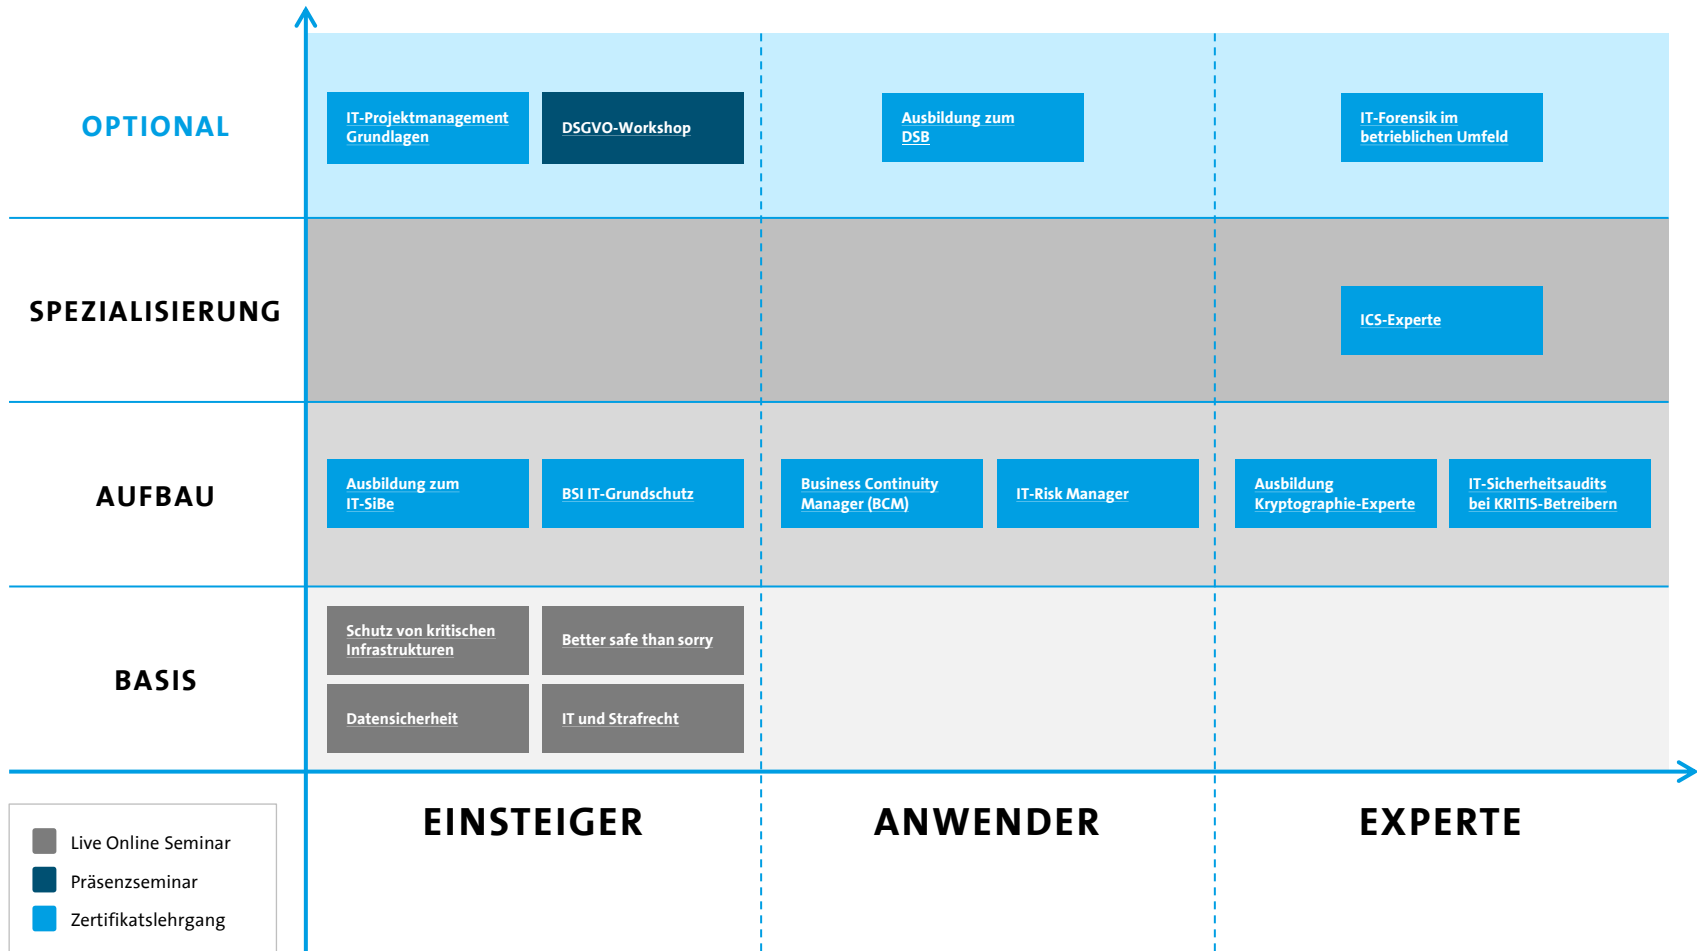 OPTIONAL
IT-Projektmanagement
Grundlagen
DSGVO-Workshop
Ausbildung zum
DSB
IT-Forensik im
betrieblichen Umfeld
SPEZIALISIERUNG
ICS-Experte
AUFBAU
Ausbildung zum
IT-SiBe
BSI IT-Grundschutz
Business Continuity
Manager (BCM)
IT-Risk Manager
Ausbildung
Kryptographie-Experte
IT-Sicherheitsaudits
bei KRITIS-Betreibern
BASIS
Schutz von kritischen
Infrastrukturen
Better safe than sorry
Datensicherheit
IT und Strafrecht
EINSTEIGER
ANWENDER
EXPERTE
Live Online Seminar
Präsenzseminar
Zertifikatslehrgang